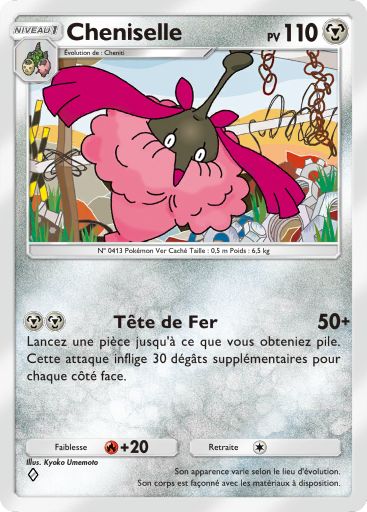 NIVEAU 1
Cheniselle
PV 110
Évolution de : Cheniti
N° 0413 Pokémon Ver Caché Taille : 0,5 m Poids : 6,5 kg
Tête de Fer 50+
Lancez une pièce jusqu'à ce que vous obteniez pile.
Cette attaque inflige 30 dégâts supplémentaires pour
chaque côté face.
Faiblesse +20
Retraite
Illus. Kyoko Umemoto
Son apparence varie selon le lieu d'évolution.
Son corps est façonné avec les matériaux à disposition.